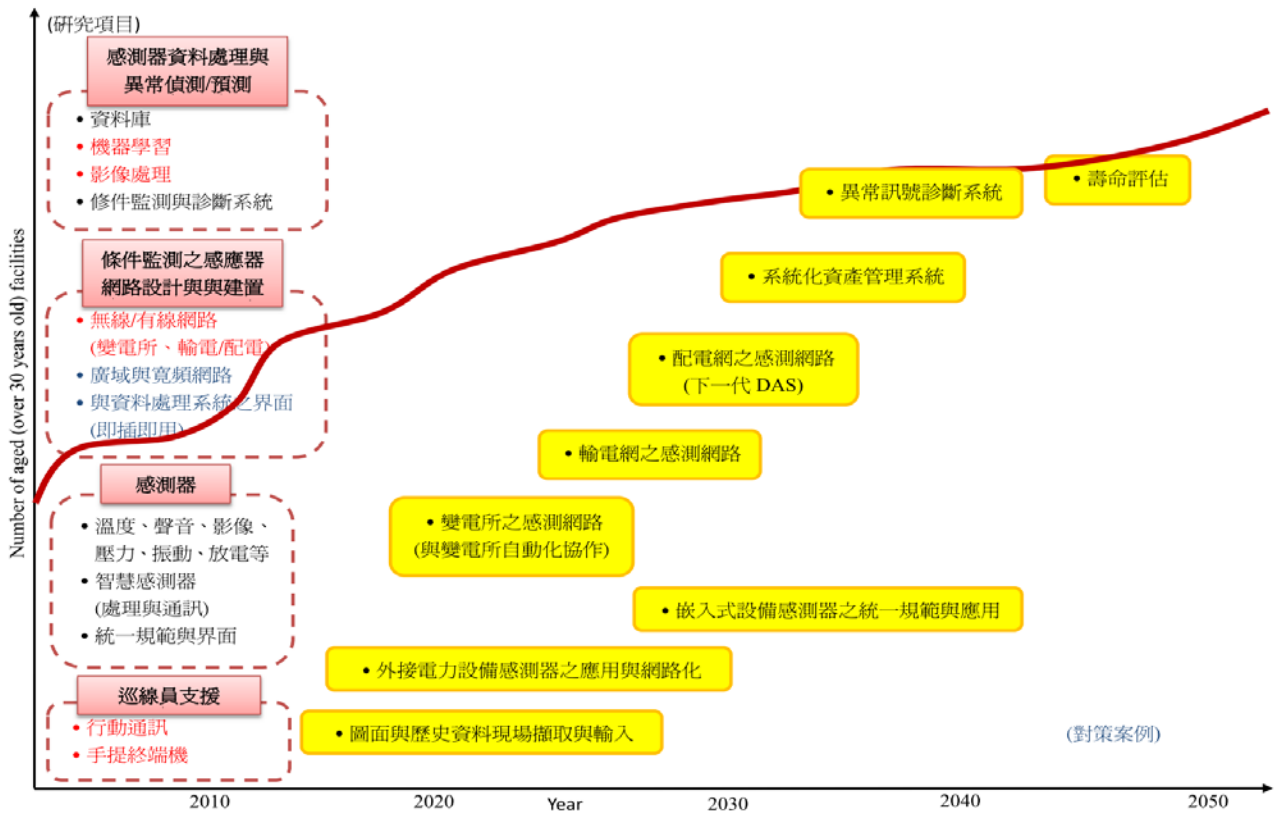 (研究項目)
感測器資料處理與
異常偵測/預測
• 資料庫
• 機器學習
• 影像處理
• 修件監測與診斷系統
條件監測之感應器
網路設計與與建置
• 無線/有線網路
(變電所、輸電/配電)
• 廣域與寬頻網路
• 與資料處理系統之界面
(即插即用)
感測器
• 溫度、聲音、影像、
壓力、振動、放電等
• 智慧感測器
(處理與通訊)
• 統一規範與界面
巡線員支援
• 行動通訊
• 手提終端機
• 壽命評估
• 異常訊號診斷系統
• 系統化資產管理系統
• 配電網之感測網路
(下一代 DAS)
• 輸電網之感測網路
• 變電所之感測網路
(與變電所自動化協作)
• 嵌入式設備感測器之統一規範與應用
• 外接電力設備感測器之應用與網路化
• 圖面與歷史資料現場擷取與輸入
(對策案例)
Number of aged (over 30 years old) facilities
2010
2020
Year
2030
2040
2050